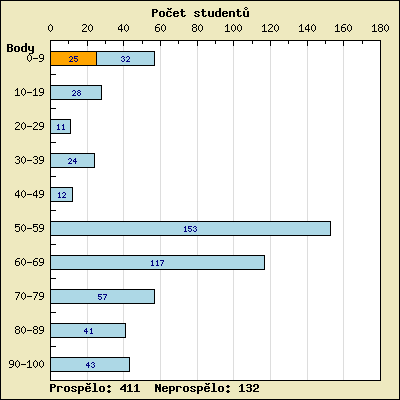 Počet studentů
0 20 40 60 80 100 120 140 160 180
Body
0-9 25 32
10-19 28
20-29 11
30-39 24
40-49 12
50-59 153
60-69 117
70-79 57
80-89 41
90-100 43
Prospělo: 411 Neprospělo: 132